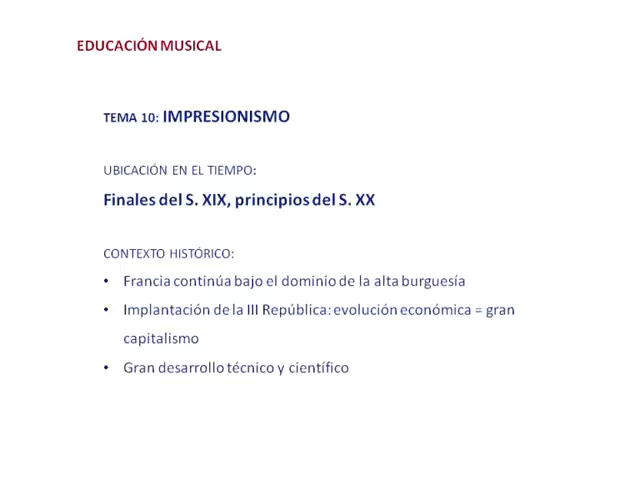 EDUCACIÓN MUSICAL
TEMA 10: IMPRESIONISMO
UBICACIÓN EN EL TIEMPO:
Finales del S. XIX, principios del S. XX
CONTEXTO HISTÓRICO:
• Francia continúa bajo el dominio de la alta burguesía
• Implantación de la III República: evolución económica = gran
capitalismo
• Gran desarrollo técnico y científico